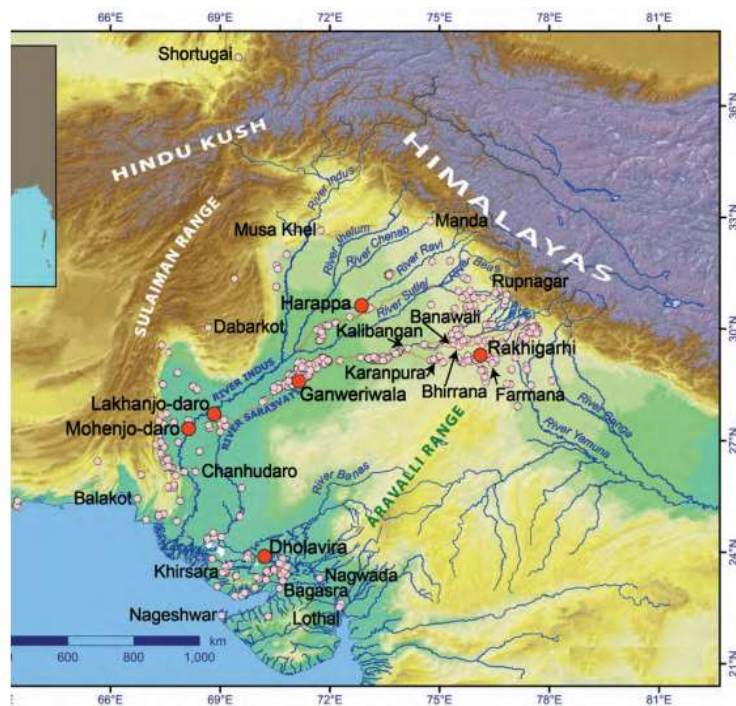 66°E 69°E 72°E 75°E 78°E 81°E
Shortugai
36°N
HINDU KUSH
HIMALAYAS
River Indus
33°N
Manda
Musa Khel
River Jhelum
River Chenab
SULAIMAN RANGE
River Ravi
River Beas
Rupnagar
River Sutlej
Harappa
30°N
Dabarkot
Banawali
Kalibangan
Rakhigarhi
Karanpura
RIVER INDUS
Ganweriwala
Bhirrana
Farmana
Lakhanjo-daro
RIVER SARASVATI
River Ganga
Mohenjo-daro
27°N
River Yamuna
ARAVALLI RANGE
Chanhudaro
River Banas
Balakot
24°N
Dholavira
Khirsara
Nagwada
Bagasra
Nageshwar
Lothal
km
600 800 1,000
21°N
66°E 69°E 72°E 75°E 78°E 81°E